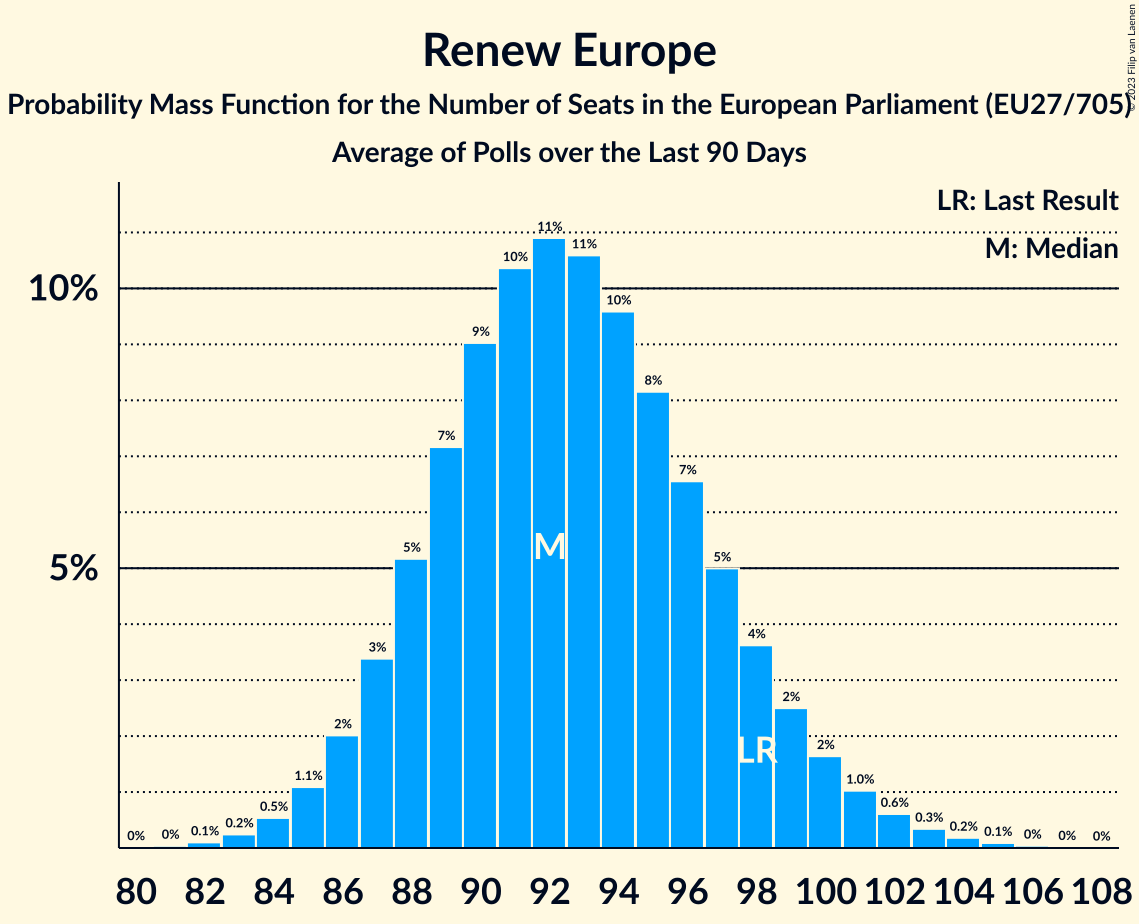 © 2023 Filip van Laenen
Renew Europe
Probability Mass Function for the Number of Seats in the European Parliament (EU27/705)
Average of Polls over the Last 90 Days
LR: Last Result
M: Median
10%
5%
0% 0% 0.1% 0.2% 0.5% 1.1% 2% 3% 5% 7% 9% 10% 11% 11% 10% 8% 7% 5% 4% 2% 2% 1.0% 0.6% 0.3% 0.2% 0.1% 0% 0% 0%
M
LR
80 82 84 86 88 90 92 94 96 98 100 102 104 106 108